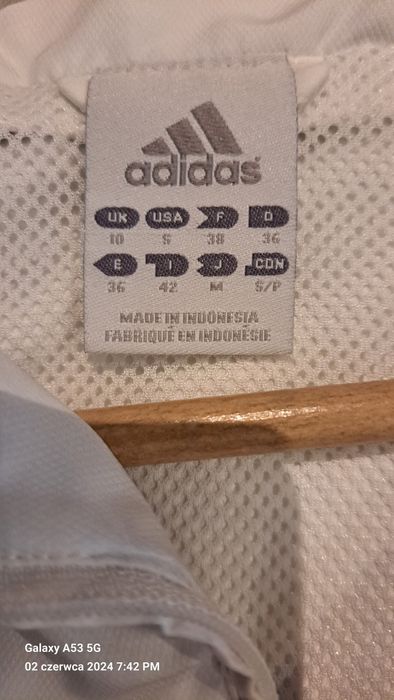 adidas
UK USA F D
10 S 38 36
E I J CDN
36 42 M S/P
MADE IN INDONESIA
FABRIQUÉ EN INDONÉSIE
Galaxy A53 5G
02 czerwca 2024 7:42 PM